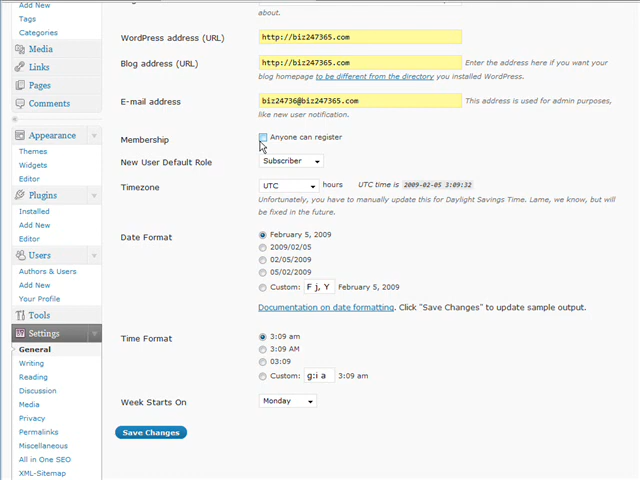 Add New
Tags
Categories
Media
Links
Pages
Comments
Appearance
Themes
Widgets
Editor
Plugins
Installed
Add New
Editor
Users
Authors & Users
Add New
Your Profile
Tools
Settings
General
Writing
Reading
Discussion
Media
Privacy
Permalinks
Miscellaneous
All in One SEO
XML-Sitemap
about.
WordPress address (URL) http://biz247365.com
Blog address (URL) http://biz247365.com Enter the address here if you want your
blog homepage to be different from the directory you installed WordPress.
E-mail address biz24736@biz247365.com This address is used for admin purposes,
like new user notification.
Membership Anyone can register
New User Default Role Subscriber
Timezone UTC hours UTC time is 2009-02-05 3:09:32
Unfortunately, you have to manually update this for Daylight Savings Time. Lame, we know, but will
be fixed in the future.
Date Format February 5, 2009
2009/02/05
02/05/2009
05/02/2009
Custom: F j, Y February 5, 2009
Documentation on date formatting. Click "Save Changes" to update sample output.
Time Format 3:09 am
3:09 AM
03:09
Custom: g:i a 3:09 am
Week Starts On Monday
Save Changes